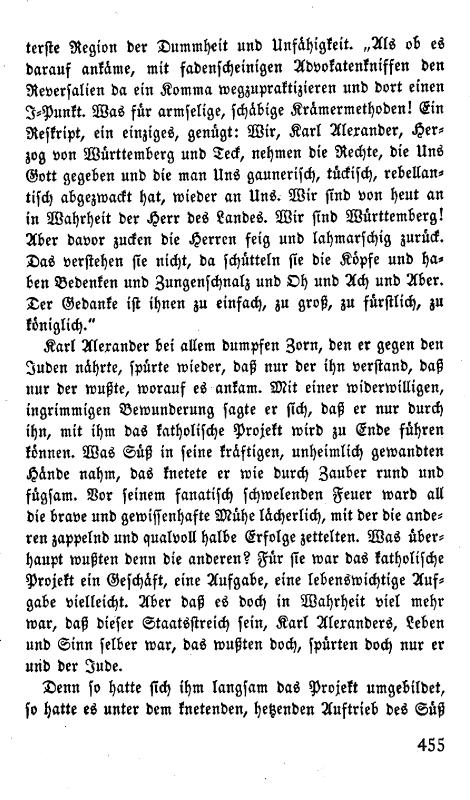 terste Region der Dummheit und Unfähigkeit. „Als ob es
darauf ankäme, mit fadenscheinigen Advokatenkniffen den
Reversalien da ein Komma wegzupraktizieren und dort einen
I-Punkt. Was für armselige, schäbige Krämermethoden! Ein
Reskript, ein einziges, genügt: Wir, Karl Alexander, Her-
zog von Württemberg und Teck, nehmen die Rechte, die Uns
Gott gegeben und die man Uns gaunerisch, tückisch, rebellan-
tisch abgezwackt hat, wieder an Uns. Wir sind von heut an
in Wahrheit der Herr des Landes. Wir sind Württemberg!
Aber davor zucken die Herren feig und lahmarschig zurück.
Das verstehen sie nicht, da schütteln sie die Köpfe und ha-
ben Bedenken und Zungenschnalz und Oh und Ach und Aber.
Der Gedanke ist ihnen zu einfach, zu groß, zu fürstlich, zu
königlich.“
Karl Alexander bei allem dumpfen Zorn, den er gegen den
Juden nährte, spürte wieder, daß nur der ihn verstand, daß
nur der wußte, worauf es ankam. Mit einer widerwilligen,
ingrimmigen Bewunderung sagte er sich, daß er nur durch
ihn, mit ihm das katholische Projekt wird zu Ende führen
können. Was Süß in seine kräftigen, unheimlich gewandten
Hände nahm, das knetete er wie durch Zauber rund und
fügsam. Vor seinem fanatisch schwelenden Feuer ward all
die brave und gewissenhafte Mühe lächerlich, mit der die ande-
ren zappelnd und qualvoll halbe Erfolge zettelten. Was über-
haupt wußten denn die anderen? Für sie war das katholische
Projekt ein Geschäft, eine Aufgabe, eine lebenswichtige Auf-
gabe vielleicht. Aber daß es doch in Wahrheit viel mehr
war, daß dieser Staatsstreich sein, Karl Alexanders, Leben
und Sinn selber war, das wußten doch, spürten doch nur er
und der Jude.
Denn so hatte sich ihm langsam das Projekt umgebildet,
so hatte es unter dem knetenden, hetzenden Auftrieb des Süß
455